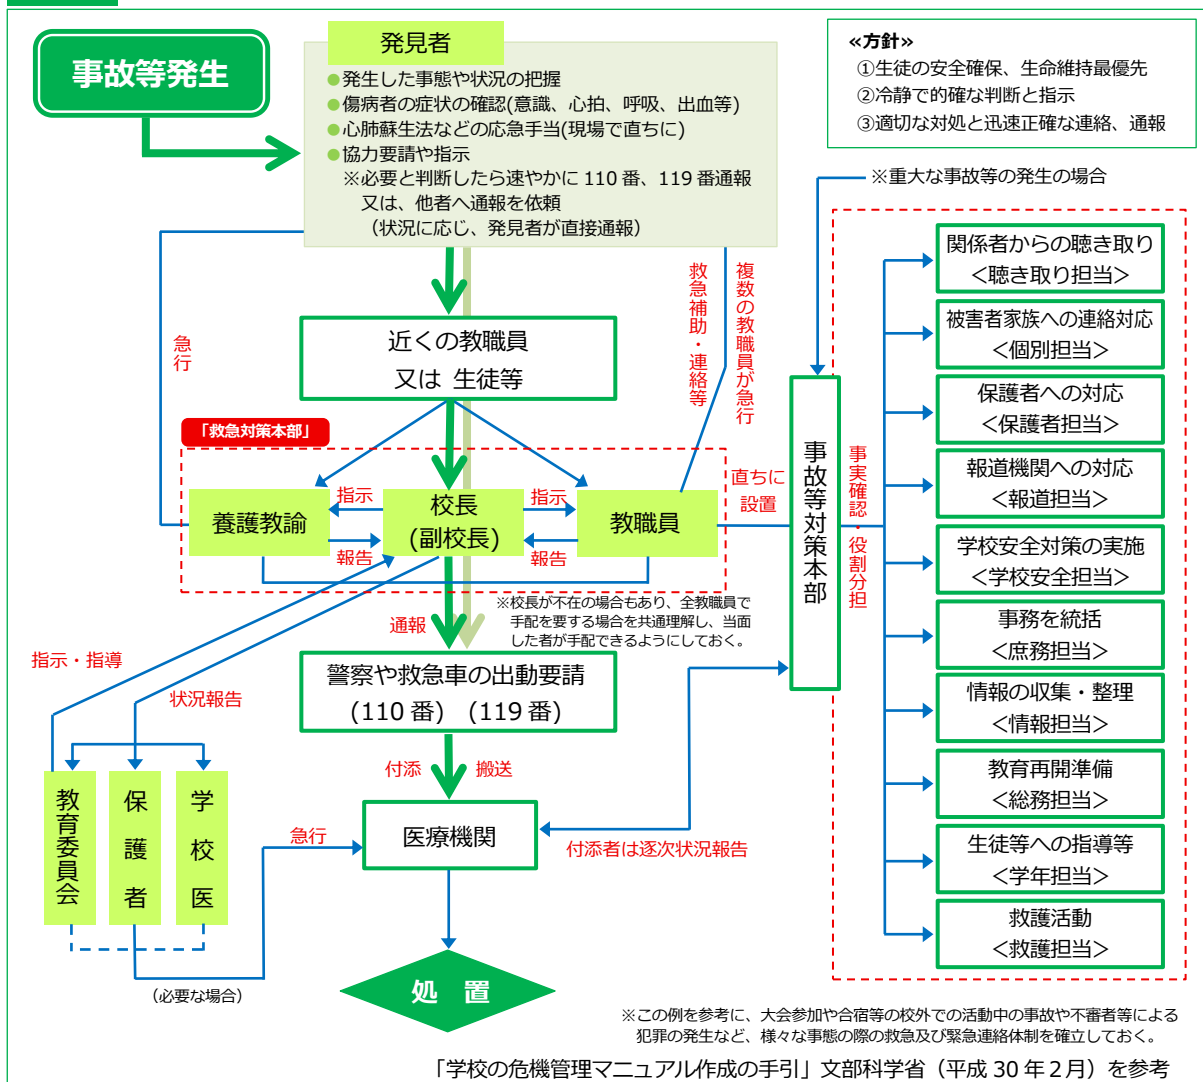 事故等発生
発見者
●発生した事態や状況の把握
●傷病者の症状の確認(意識、心拍、呼吸、出血等)
●心肺蘇生法などの応急手当(現場で直ちに)
●協力要請や指示
※必要と判断したら速やかに 110 番、119 番通報
又は、他者へ通報を依頼
（状況に応じ、発見者が直接通報）
≪方針≫
①生徒の安全確保、生命維持最優先
②冷静で的確な判断と指示
③適切な対処と迅速正確な連絡、通報
※重大な事故等の発生の場合
急行
近くの教職員
又は 生徒等
救急補助・連絡等
複数の教職員が急行
「救急対策本部」
養護教諭
指示
報告
校長
(副校長)
指示
報告
教職員
直ちに
設置
事故等対策本部
事実確認・役割分担
※校長が不在の場合もあり、全教職員で
手配を要する場合を共通理解し、当面
した者が手配できるようにしておく。
通報
指示・指導
状況報告
警察や救急車の出動要請
(110 番)　(119 番)
付添
搬送
教育委員会
保護者
学校医
急行
医療機関
付添者は逐次状況報告
(必要な場合)
処 置
関係者からの聴き取り
＜聴き取り担当＞
被害者家族への連絡対応
＜個別担当＞
保護者への対応
＜保護者担当＞
報道機関への対応
＜報道担当＞
学校安全対策の実施
＜学校安全担当＞
事務を統括
＜庶務担当＞
情報の収集・整理
＜情報担当＞
教育再開準備
＜総務担当＞
生徒等への指導等
＜学年担当＞
救護活動
＜救護担当＞
※この例を参考に、大会参加や合宿等の校外での活動中の事故や不審者等による
犯罪の発生など、様々な事態の際の救急及び緊急連絡体制を確立しておく。
「学校の危機管理マニュアル作成の手引」文部科学省（平成 30 年２月）を参考